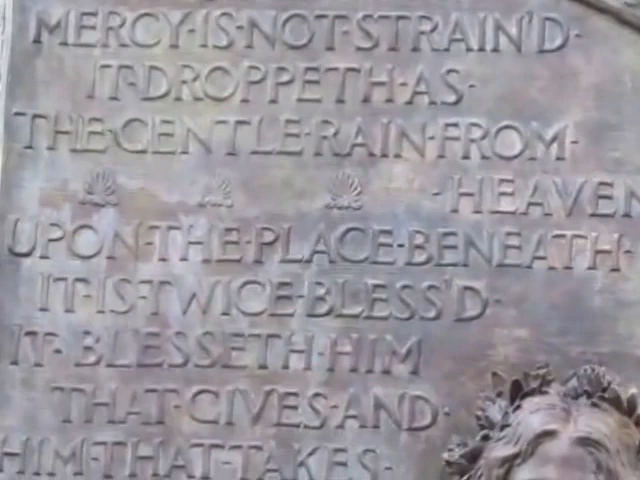 MERCY·IS·NOT·STRAIN'D·
IT·DROPPETH·AS·
THE·GENTLE·RAIN·FROM·
·HEAVEN
UPON·THE·PLACE·BENEATH·
IT·IS·TWICE·BLESS'D·
IT·BLESSETH·HIM
THAT·GIVES·AND·
HIM·THAT·TAKES·